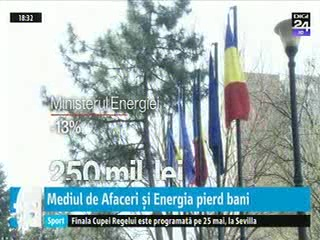 18:32
DIGI
24
HD
Ministerul Energiei
-13%
250 mil. lei
Mediul de Afaceri și Energia pierd bani
Sport
Finala Cupei Regelui este programată pe 25 mai, la Sevilla